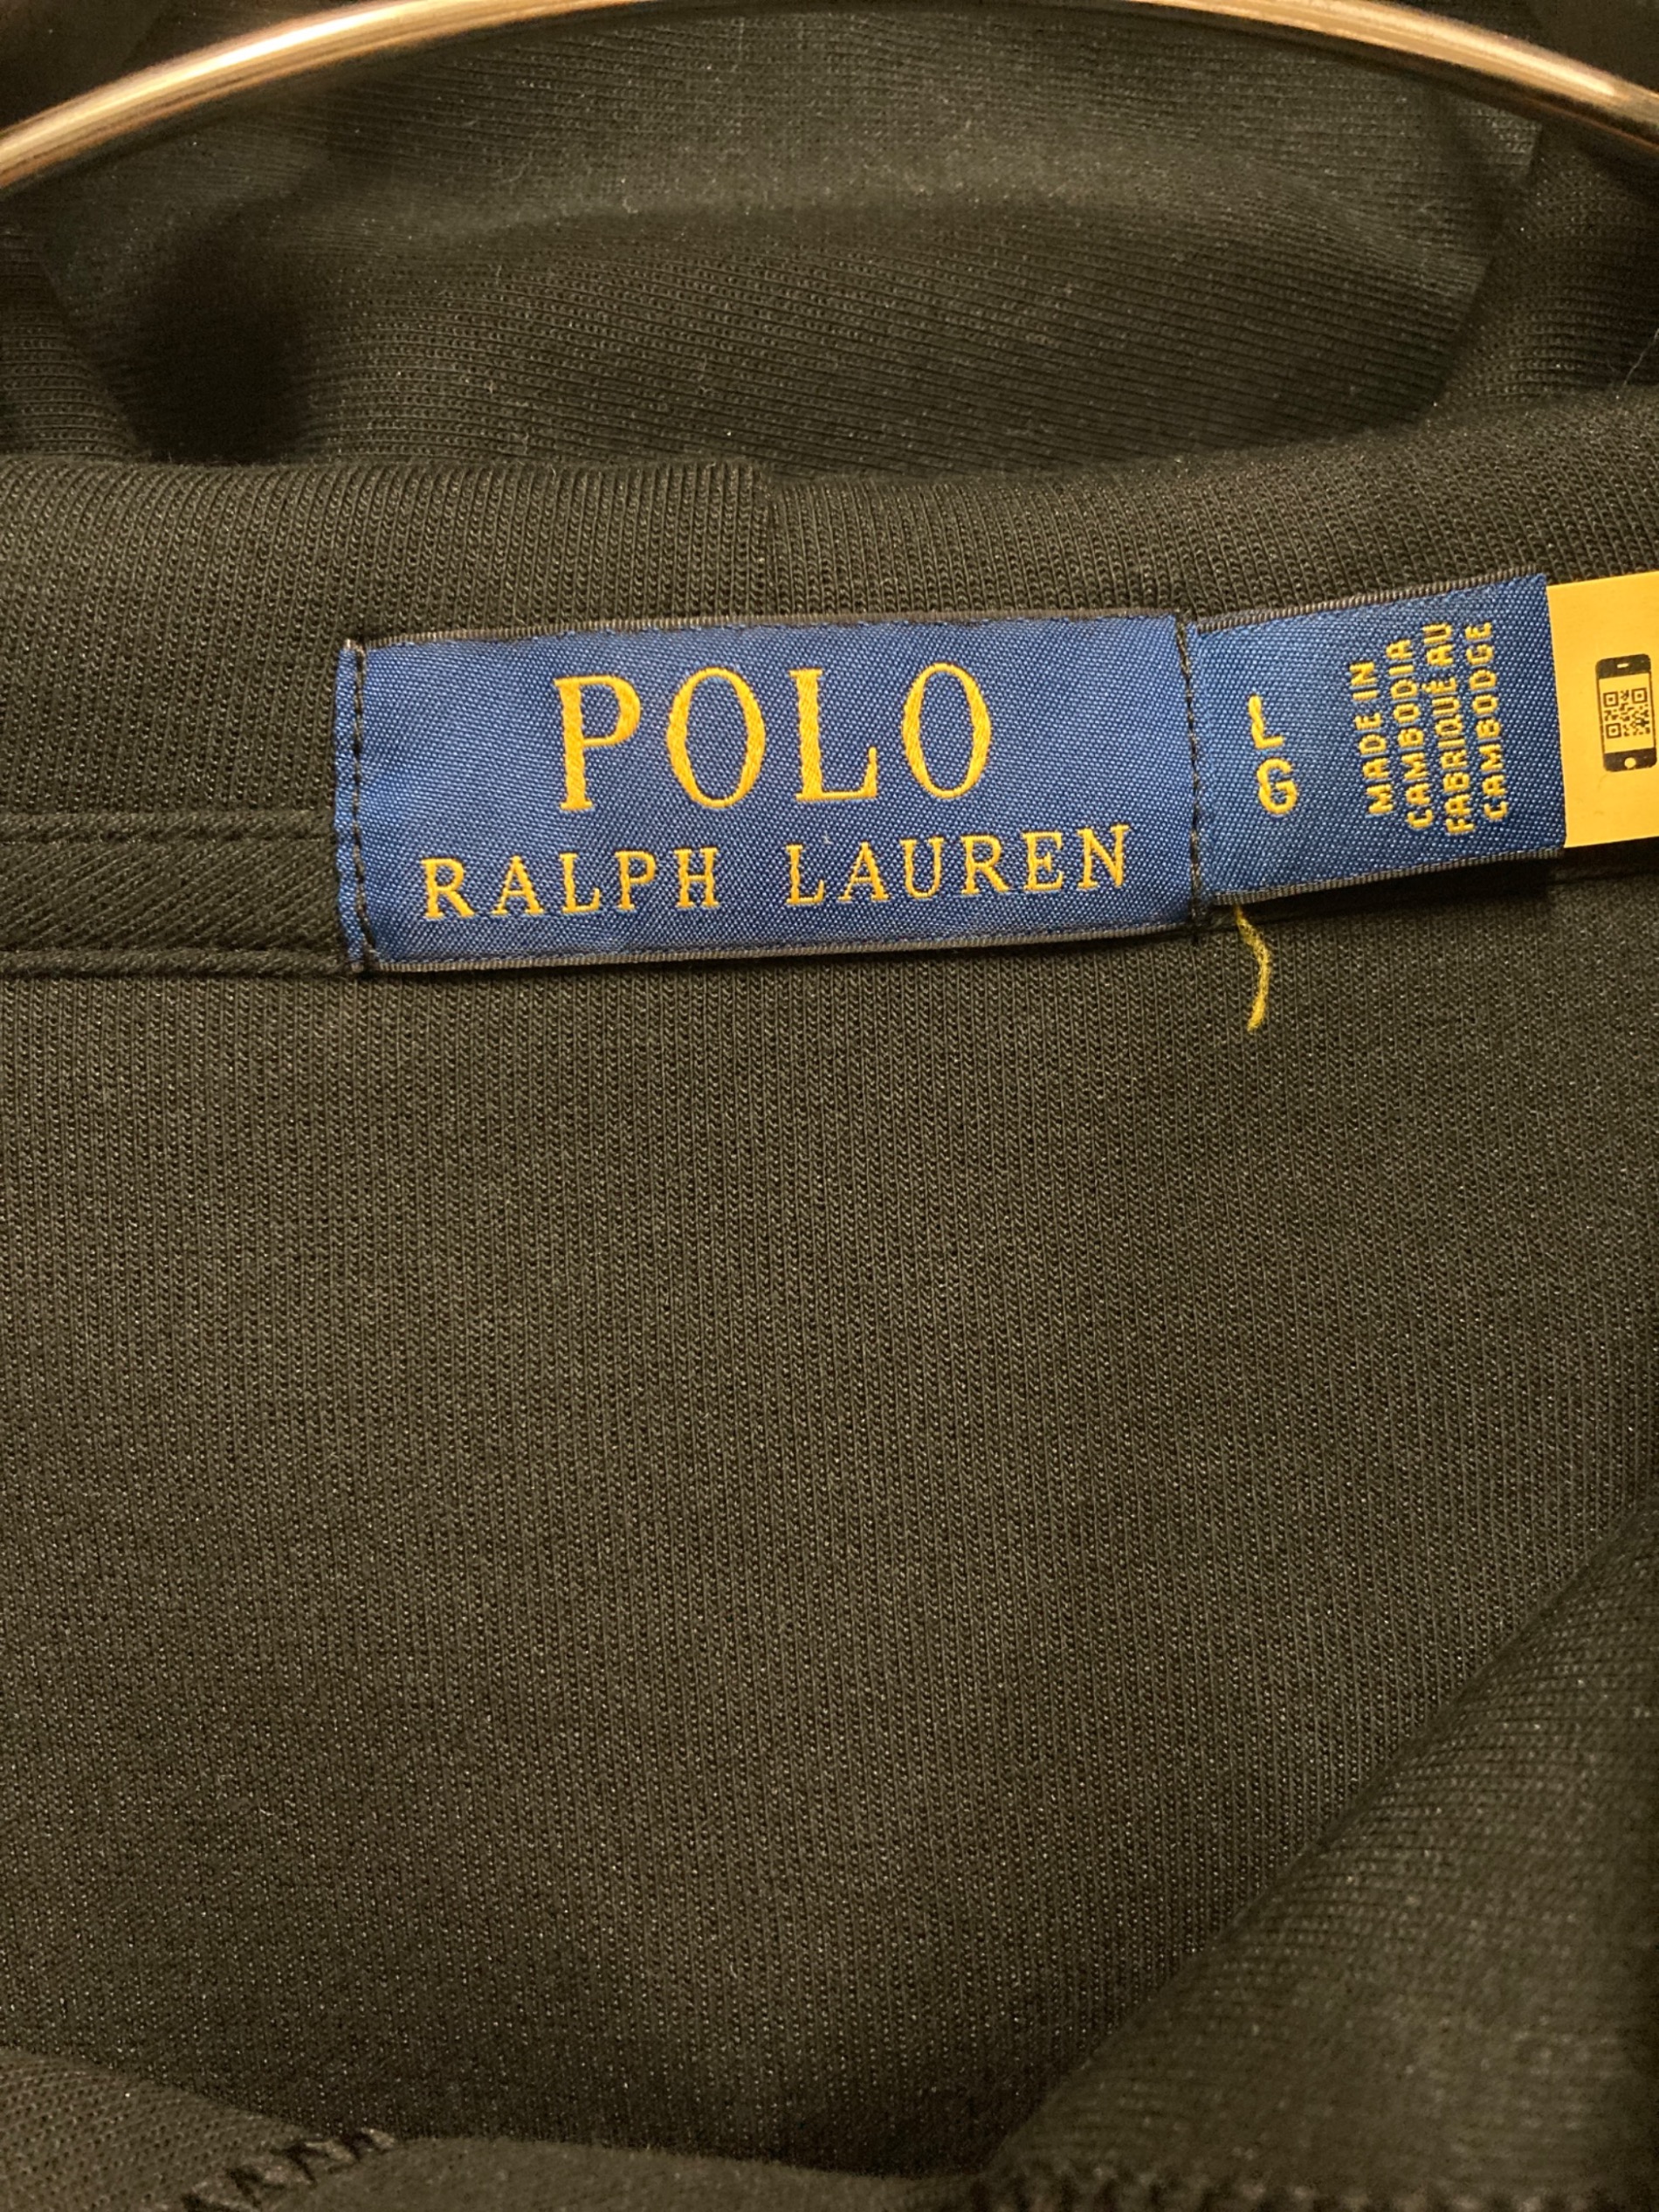 POLO
RALPH LAUREN
L
G
MADE IN
CAMBODIA
FABRIQUÉ AU
CAMBODGE